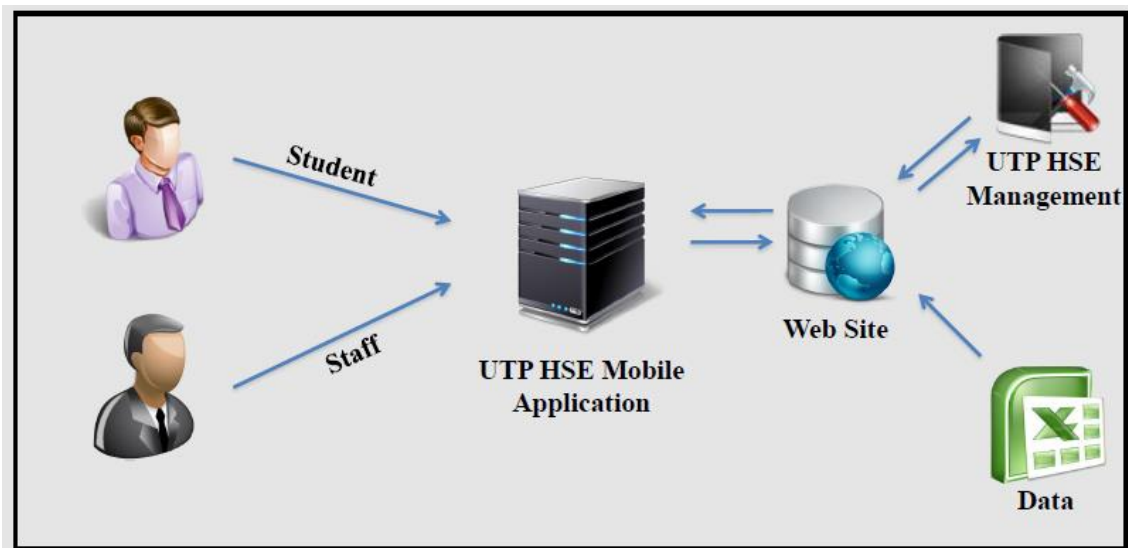 Student
Staff
UTP HSE Mobile
Application
Web Site
UTP HSE
Management
Data